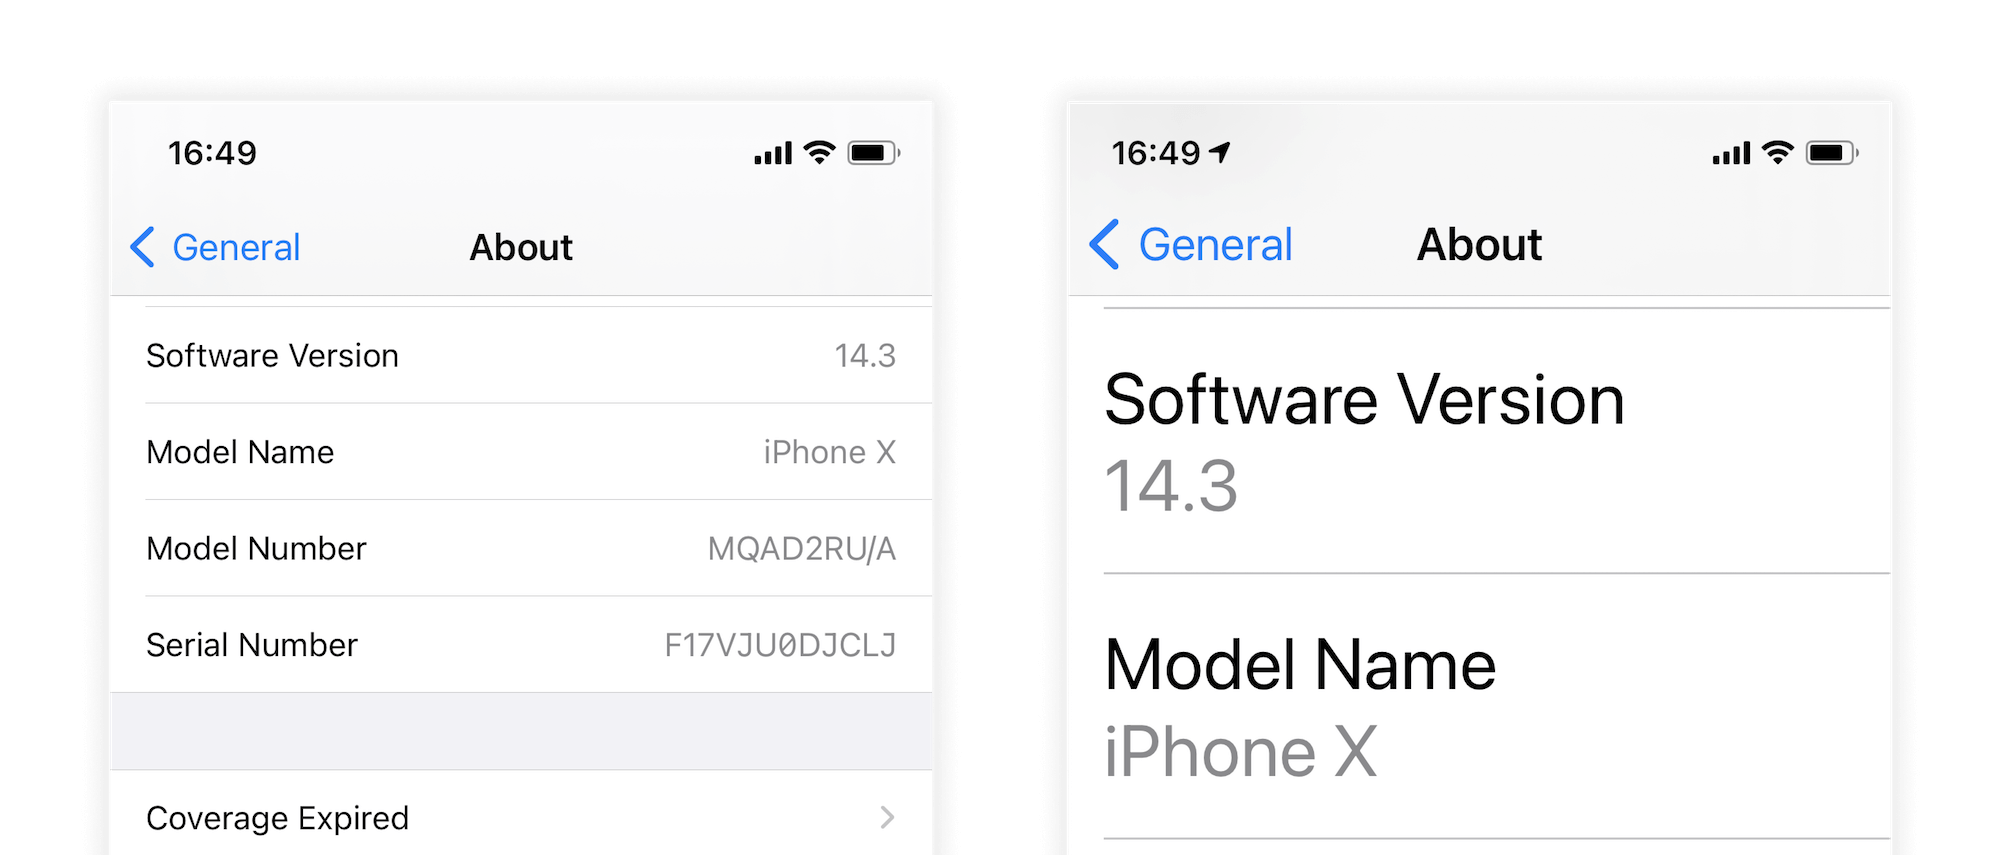 16:49
General About
Software Version 14.3
Model Name iPhone X
Model Number MQAD2RU/A
Serial Number F17VJU0DJCLJ
Coverage Expired
16:49
General About
Software Version
14.3
Model Name
iPhone X